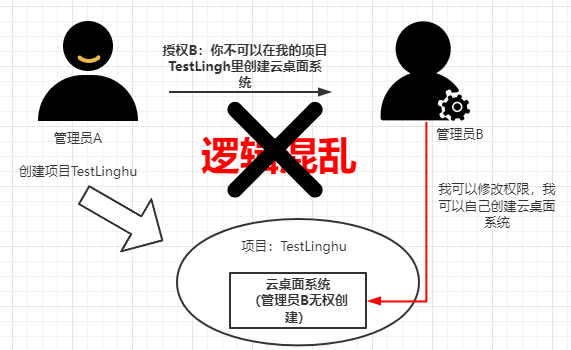 授权B：你不可以在我的项目
TestLingh里创建云桌面系
统
管理员A
管理员B
逻辑混乱
创建项目TestLinghu
我可以修改权限，我
可以自己创建云桌面
系统
项目：TestLinghu
云桌面系统
（管理员B无权创
建）